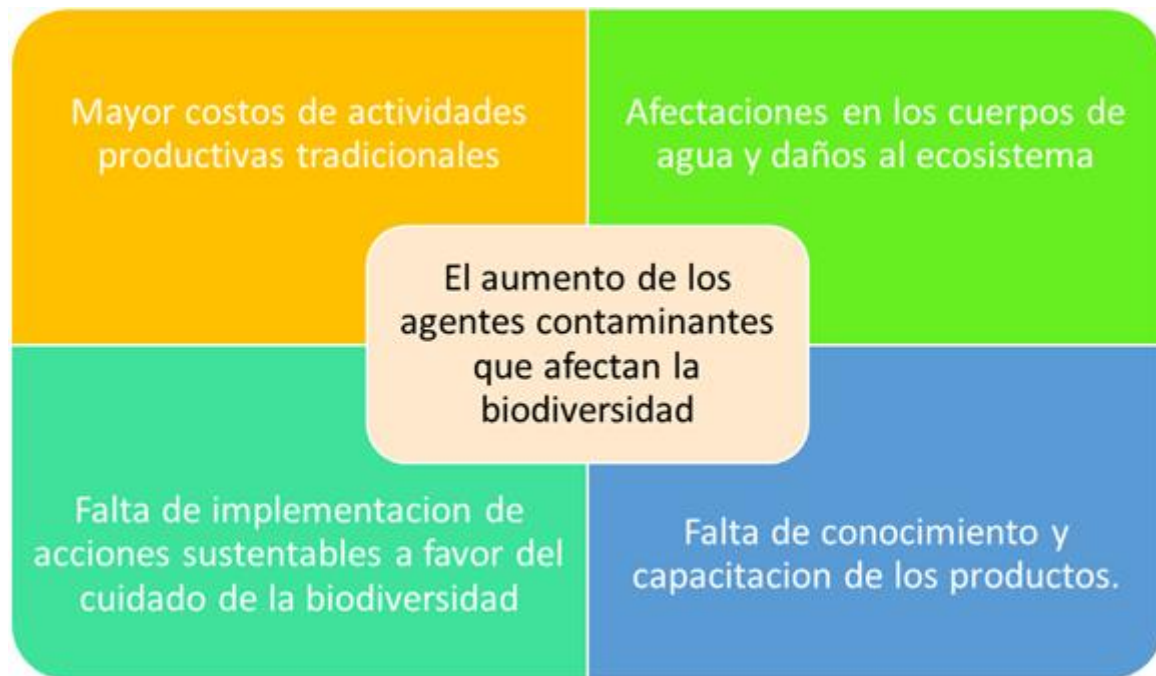 Mayor costos de actividades
productivas tradicionales
Afectaciones en los cuerpos de
agua y daños al ecosistema
El aumento de los
agentes contaminantes
que afectan la
biodiversidad
Falta de implementacion de
acciones sustentables a favor del
cuidado de la biodiversidad
Falta de conocimiento y
capacitacion de los productos.